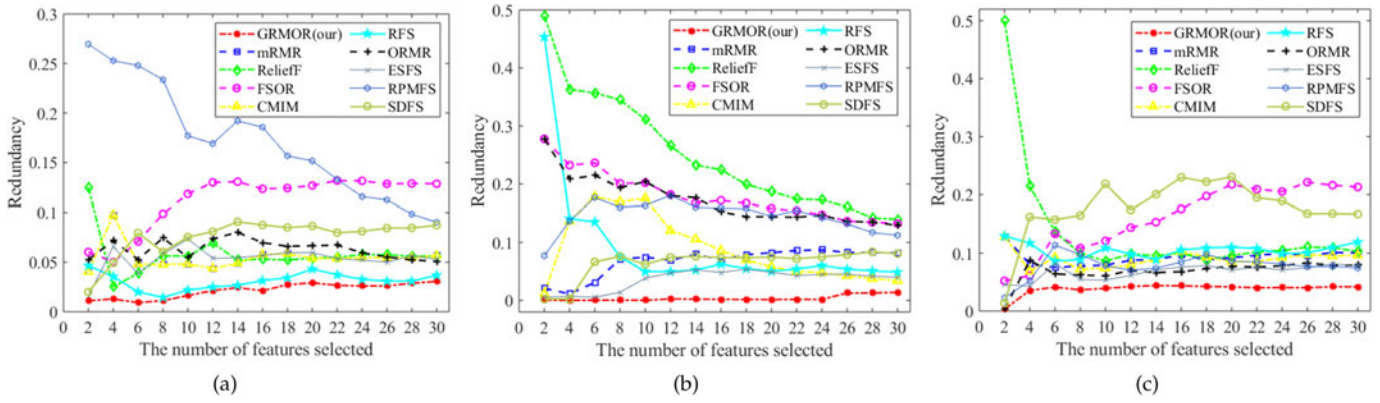 0.3
0.25
0.2
0.15
0.1
0.05
0
Redundancy
GRMOR(our)
mRMR
ReliefF
FSOR
CMIM
RFS
ORMR
ESFS
RPMFS
SDFS
0 2 4 6 8 10 12 14 16 18 20 22 24 26 28 30
The number of features selected
(a)
0.5
0.4
0.3
0.2
0.1
0
Redundancy
GRMOR(our)
mRMR
ReliefF
FSOR
CMIM
RFS
ORMR
ESFS
RPMFS
SDFS
0 2 4 6 8 10 12 14 16 18 20 22 24 26 28 30
The number of features selected
(b)
0.5
0.4
0.3
0.2
0.1
0
Redundancy
GRMOR(our)
mRMR
ReliefF
FSOR
CMIM
RFS
ORMR
ESFS
RPMFS
SDFS
0 2 4 6 8 10 12 14 16 18 20 22 24 26 28 30
The number of features selected
(c)